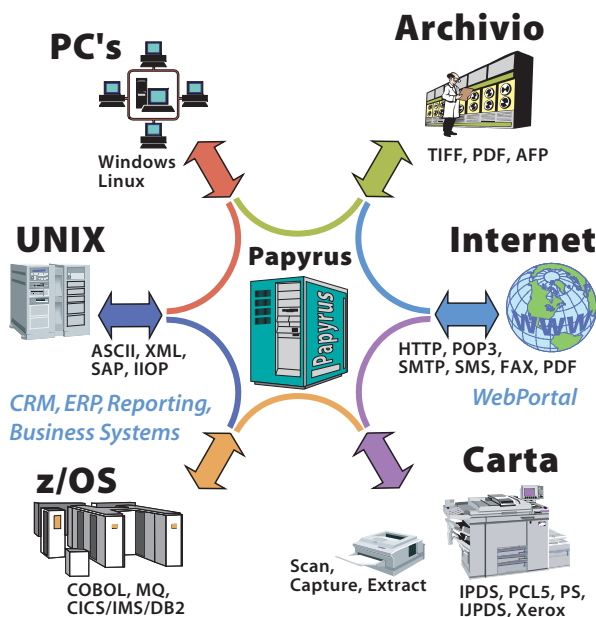 PC's
Archivio
Windows
Linux
TIFF, PDF, AFP
UNIX
Papyrus
Internet
Papyrus
WWW
ASCII, XML,
SAP, IIOP
HTTP, POP3,
SMTP, SMS, FAX, PDF
CRM, ERP, Reporting,
Business Systems
WebPortal
z/OS
Carta
COBOL, MQ,
CICS/IMS/DB2
Scan,
Capture, Extract
IPDS, PCL5, PS,
IJPDS, Xerox